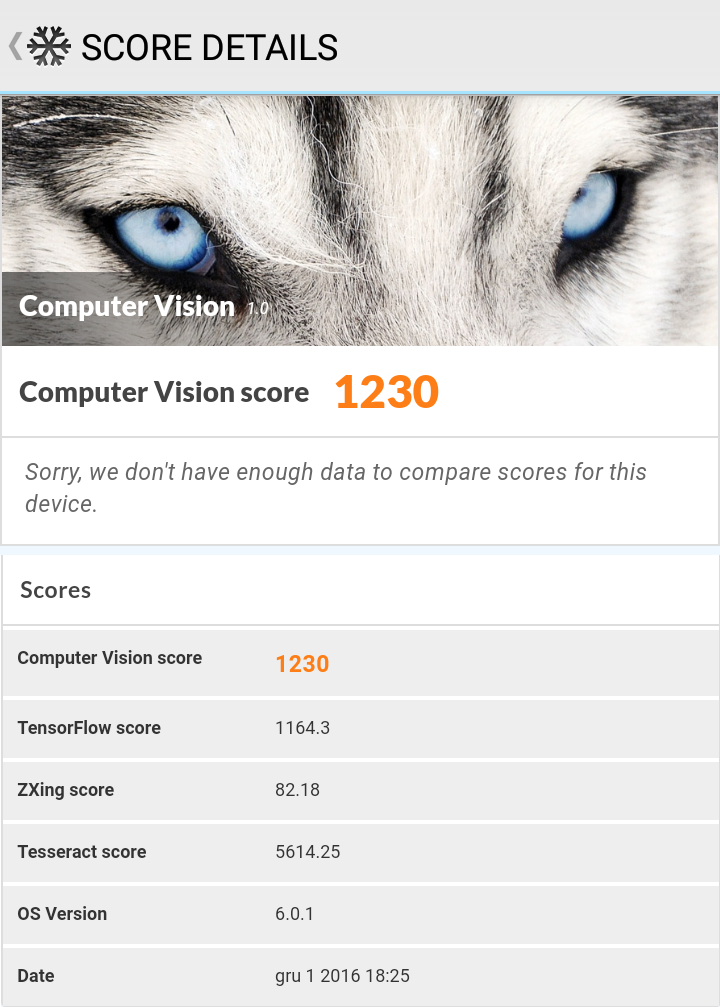 SCORE DETAILS
Computer Vision 1.0
Computer Vision score 1230
Sorry, we don't have enough data to compare scores for this
device.
Scores
Computer Vision score 1230
TensorFlow score 1164.3
ZXing score 82.18
Tesseract score 5614.25
OS Version 6.0.1
Date gru 1 2016 18:25